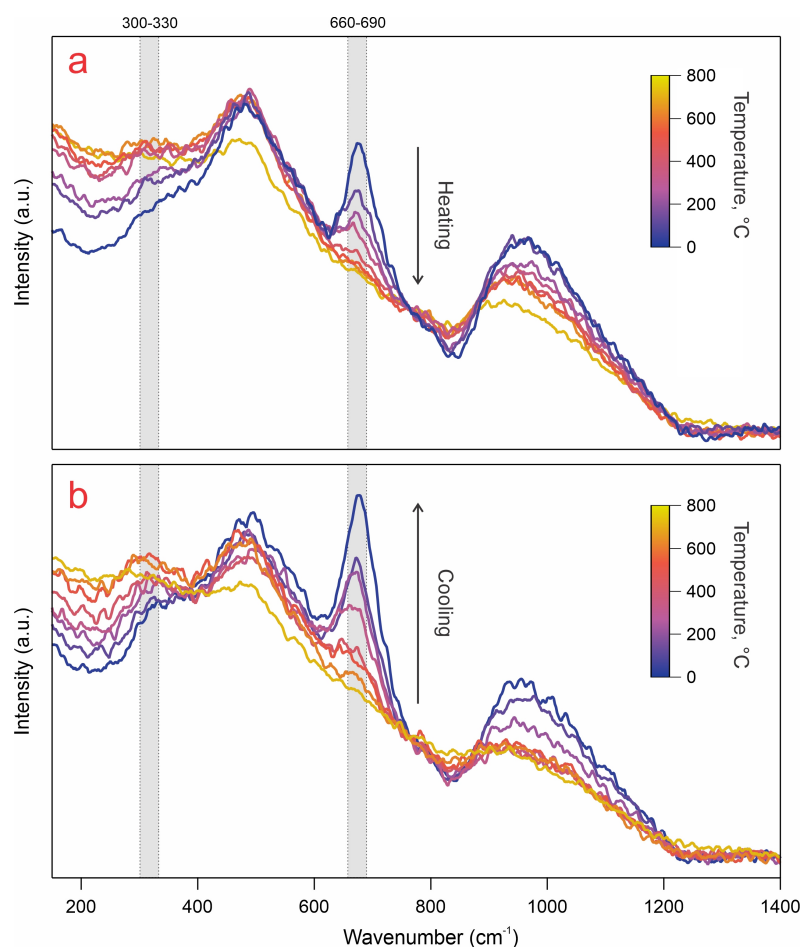 300-330 660-690
a
800
600
400
200
0
Temperature, °C
Heating
Intensity (a.u.)
b
800
600
400
200
0
Temperature, °C
Cooling
Intensity (a.u.)
200 400 600 800 1000 1200 1400
Wavenumber (cm⁻¹)